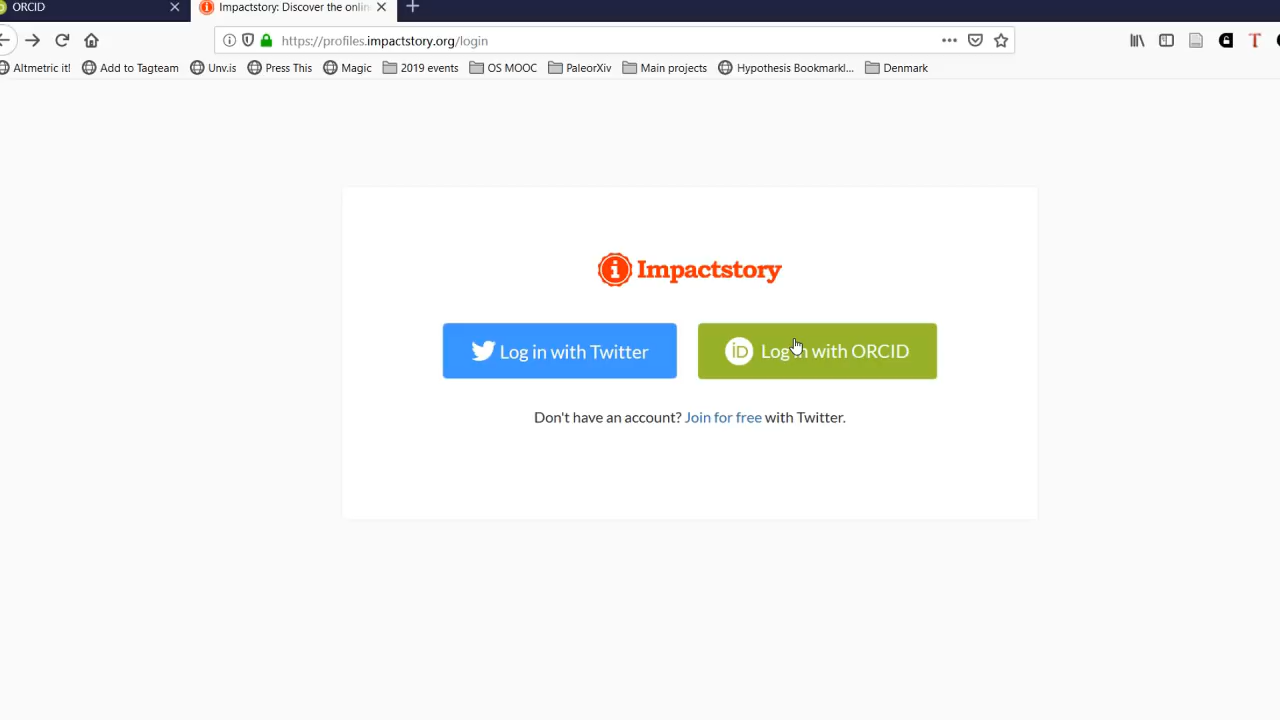 ORCID
Impactstory: Discover the onlin
https://profiles.impactstory.org/login
Altmetric it! Add to Tagteam Unv.is Press This Magic 2019 events OS MOOC PaleorXiv Main projects Hypothesis Bookmarkl... Denmark
Impactstory
Log in with Twitter
Log in with ORCID
Don't have an account? Join for free with Twitter.